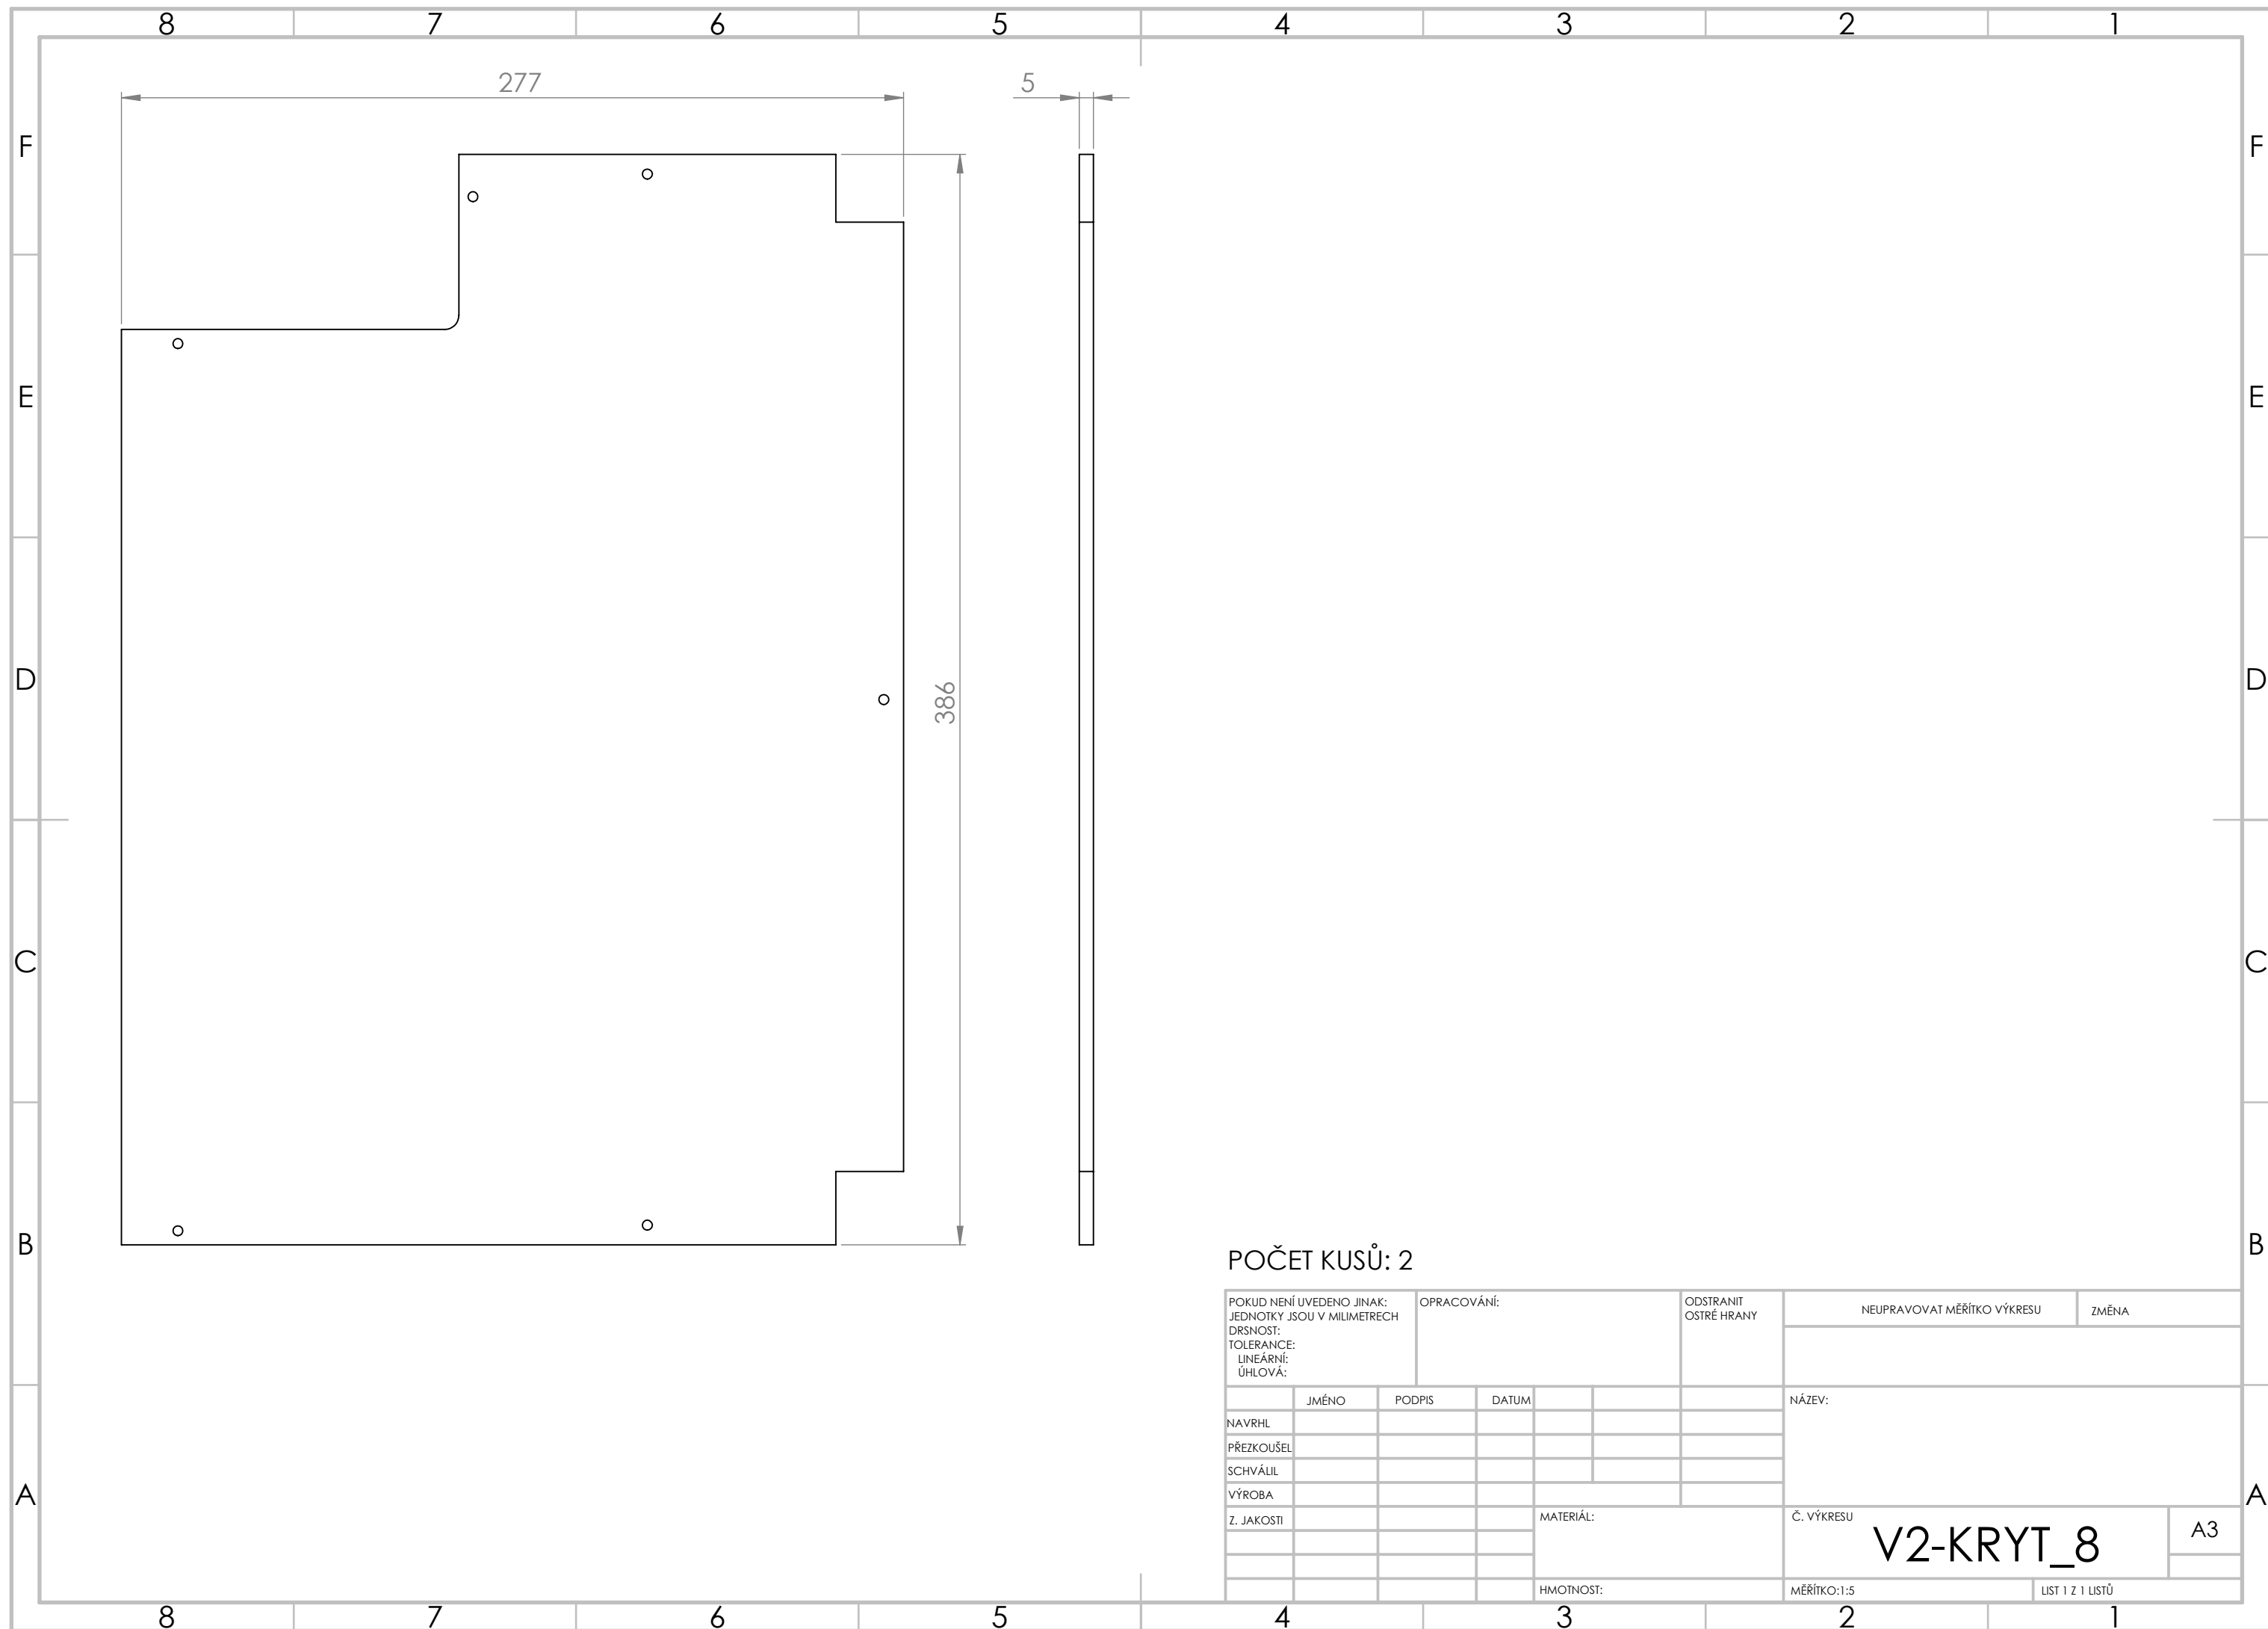 8 7 6 5 4 3 2 1
277
5
F F
E E
D D
386
C C
B B
POČET KUSŮ: 2
POKUD NENÍ UVEDENO JINAK:
JEDNOTKY JSOU V MILIMETRECH
DRSNOST:
TOLERANCE:
LINEÁRNÍ:
ÚHLOVÁ:
OPRACOVÁNÍ:
ODSTRANIT
OSTRÉ HRANY
NEUPRAVOVAT MĚŘÍTKO VÝKRESU
ZMĚNA
JMÉNO PODPIS DATUM
NÁZEV:
NAVRHL
PŘEZKOUŠEL
SCHVÁLIL
VÝROBA
Z. JAKOSTI
A A
MATERIÁL:
Č. VÝKRESU
V2-KRYT_8
A3
HMOTNOST:
MĚŘÍTKO:1:5
LIST 1 Z 1 LISTŮ
8 7 6 5 4 3 2 1